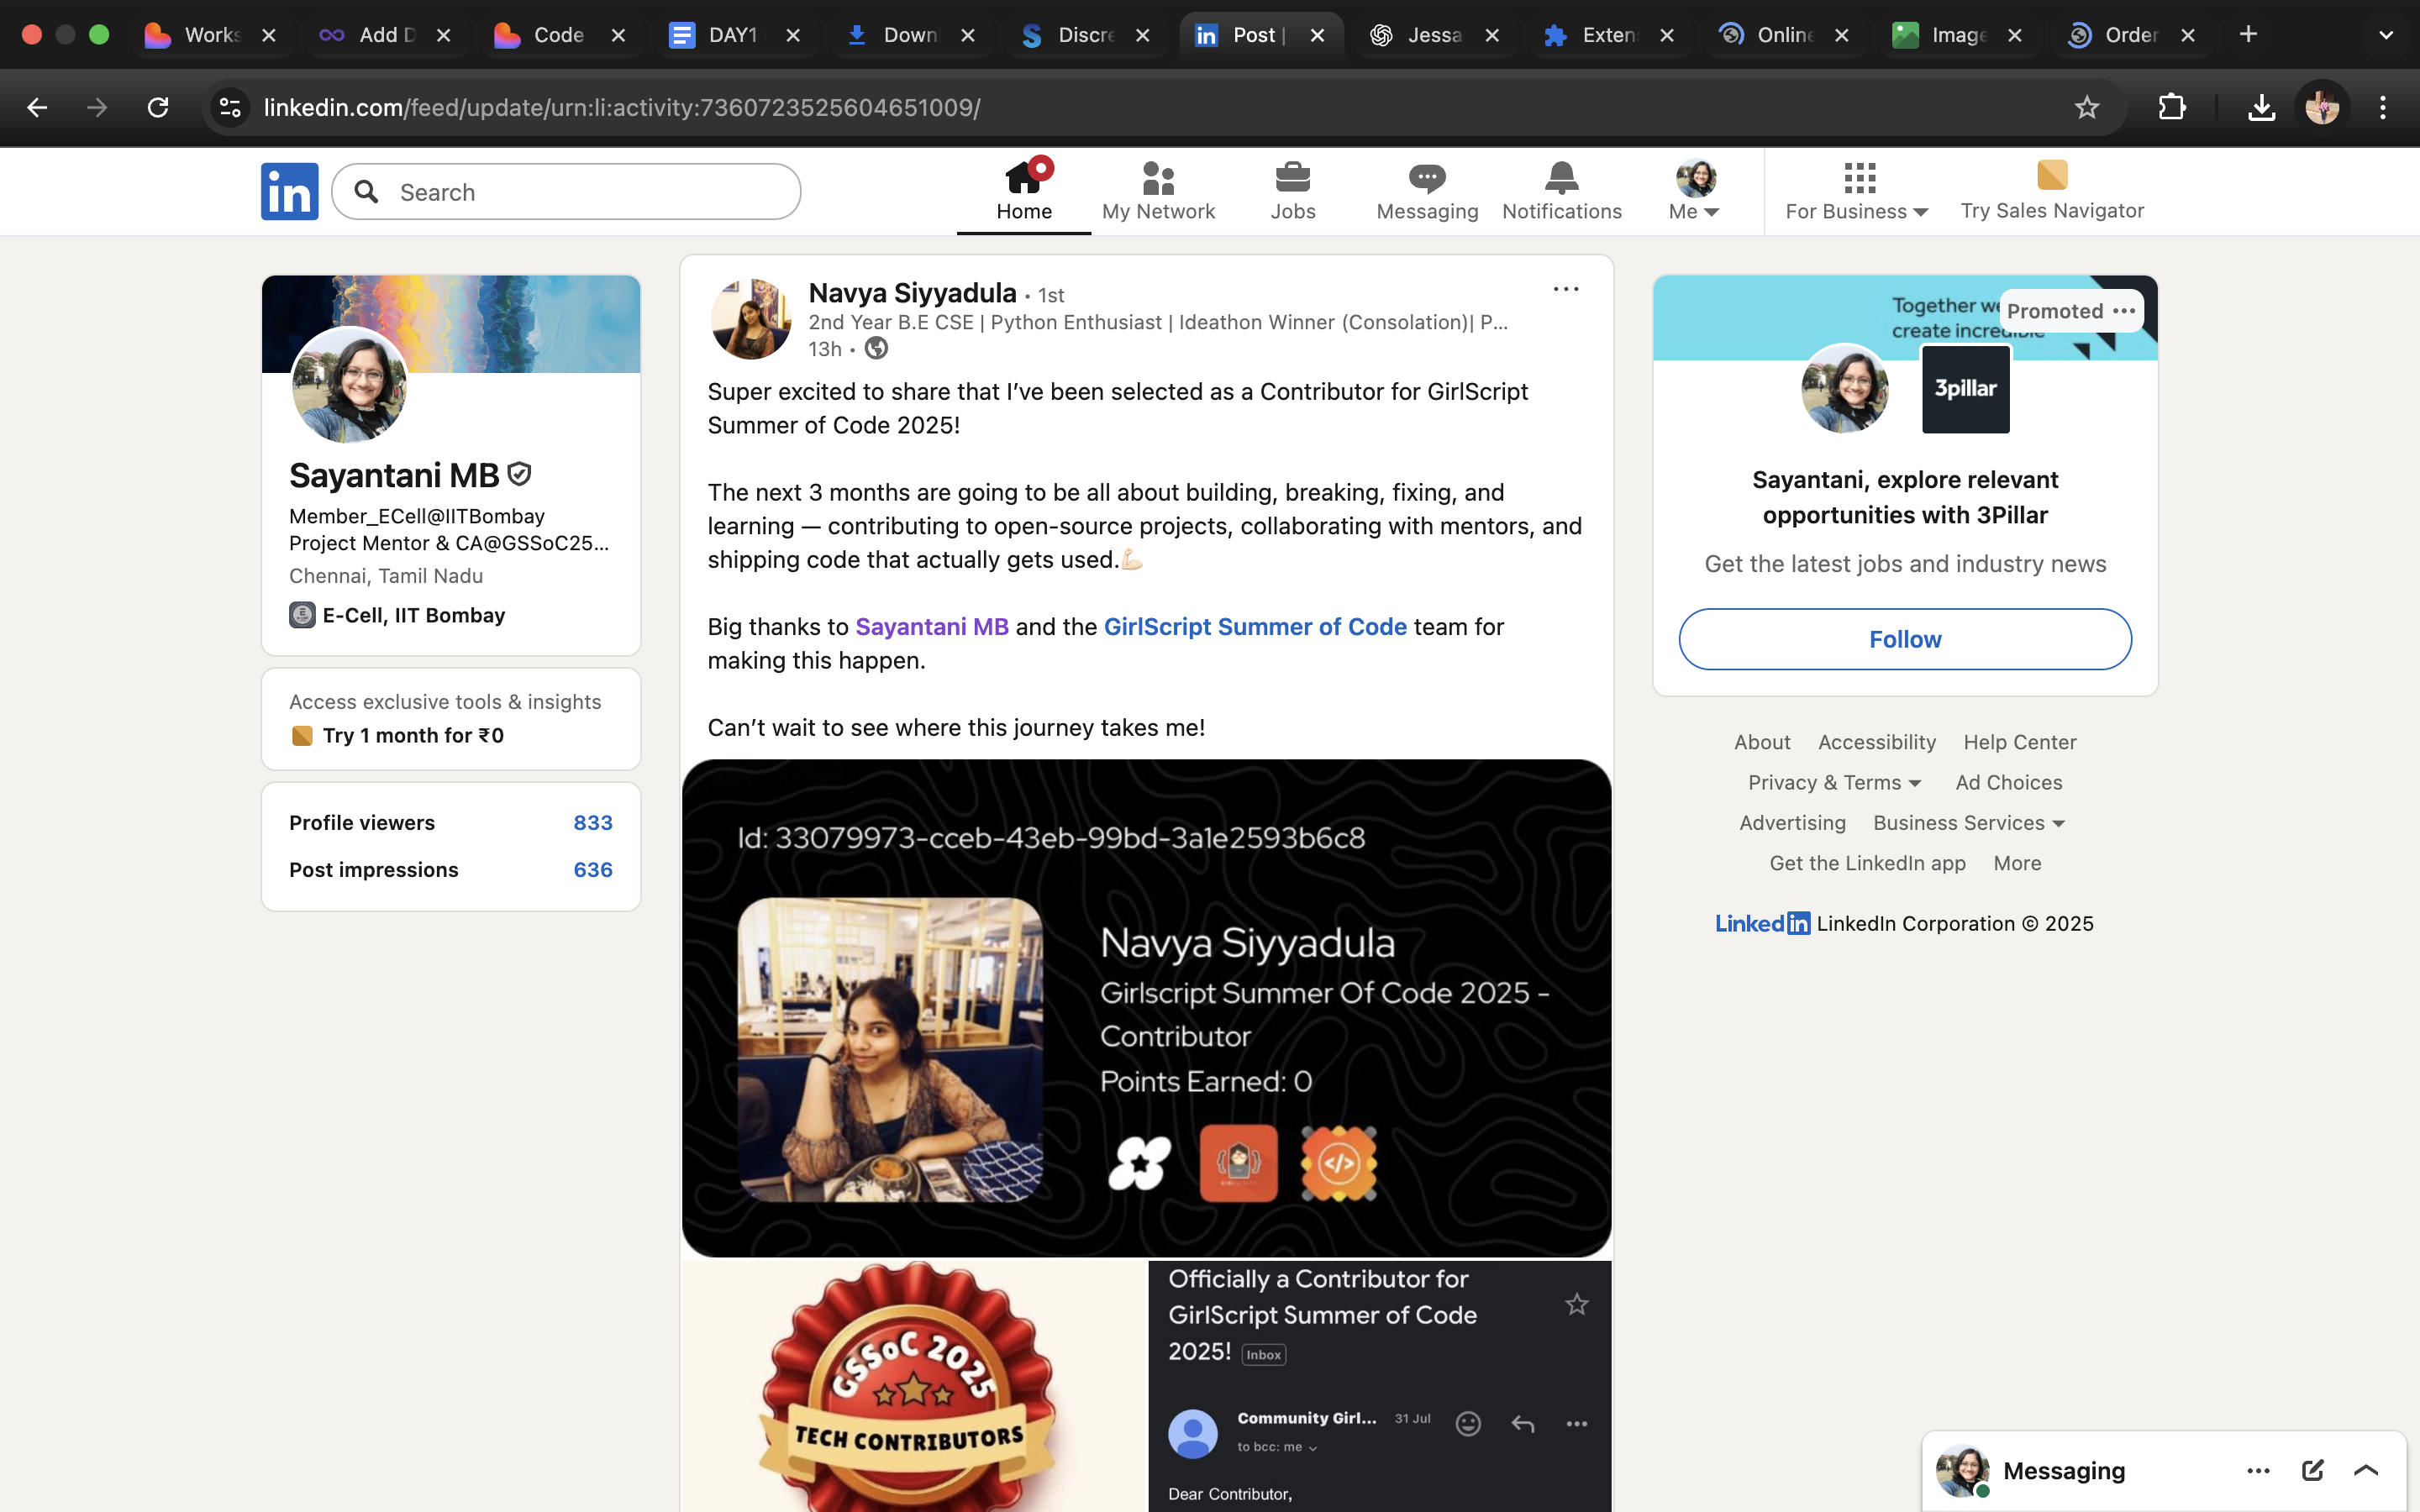 Works
Add D
Code
DAY1
Down
Discre
Post |
Jessa
Exten
Online
Image
Order
linkedin.com/feed/update/urn:li:activity:7360723525604651009/
in
Search
Home
My Network
Jobs
Messaging
Notifications
Me
For Business
Try Sales Navigator
Sayantani MB
Member_ECell@IITBombay
Project Mentor & CA@GSSoC25...
Chennai, Tamil Nadu
E-Cell, IIT Bombay
Access exclusive tools & insights
Try 1 month for ₹0
Profile viewers 833
Post impressions 636
Navya Siyyadula • 1st
2nd Year B.E CSE | Python Enthusiast | Ideathon Winner (Consolation)| P...
13h •
Super excited to share that I’ve been selected as a Contributor for GirlScript
Summer of Code 2025!
The next 3 months are going to be all about building, breaking, fixing, and
learning — contributing to open-source projects, collaborating with mentors, and
shipping code that actually gets used.💪🏻
Big thanks to Sayantani MB and the GirlScript Summer of Code team for
making this happen.
Can’t wait to see where this journey takes me!
Id: 33079973-cceb-43eb-99bd-3a1e2593b6c8
Navya Siyyadula
Girlscript Summer Of Code 2025 -
Contributor
Points Earned: 0
GSSoC 2025
TECH CONTRIBUTORS
Officially a Contributor for
GirlScript Summer of Code
2025! Inbox
Community Girl... 31 Jul
to bcc: me
Dear Contributor,
Together we
create incredible
Promoted
3pillar
Sayantani, explore relevant
opportunities with 3Pillar
Get the latest jobs and industry news
Follow
About Accessibility Help Center
Privacy & Terms Ad Choices
Advertising Business Services
Get the LinkedIn app More
LinkedIn LinkedIn Corporation © 2025
Messaging